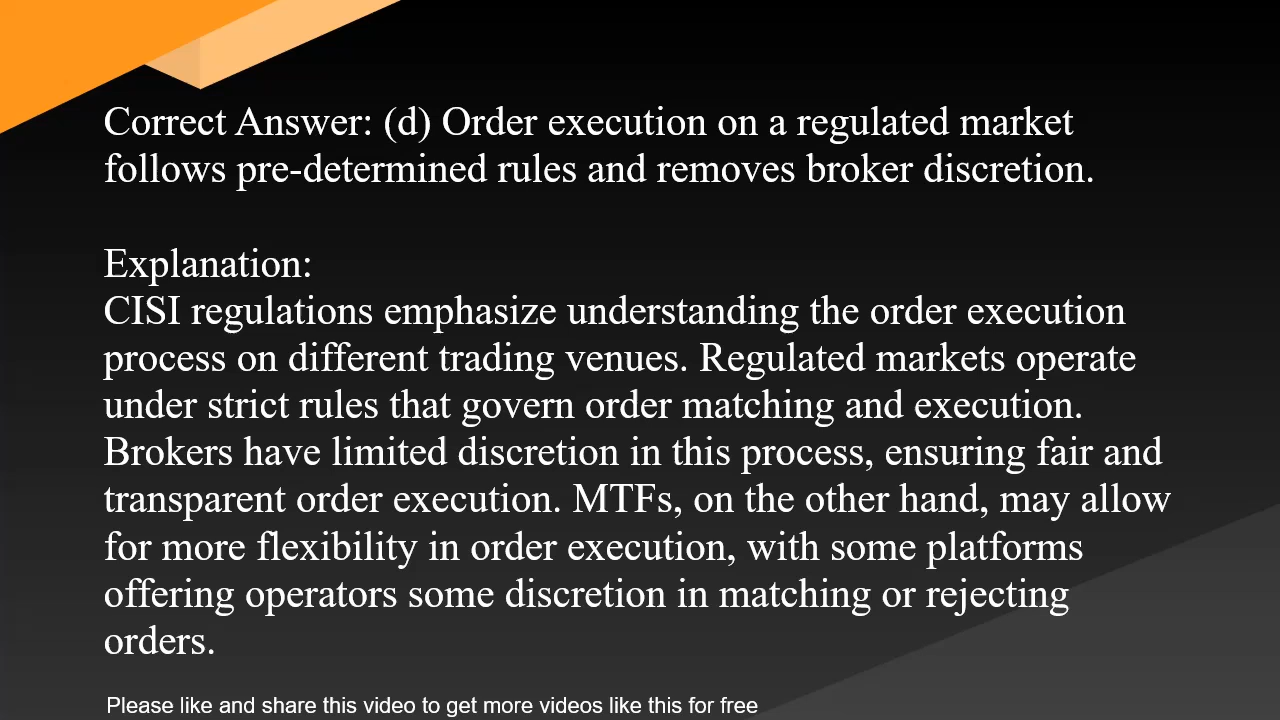 Correct Answer: (d) Order execution on a regulated market
follows pre-determined rules and removes broker discretion.
Explanation:
CISI regulations emphasize understanding the order execution
process on different trading venues. Regulated markets operate
under strict rules that govern order matching and execution.
Brokers have limited discretion in this process, ensuring fair and
transparent order execution. MTFs, on the other hand, may allow
for more flexibility in order execution, with some platforms
offering operators some discretion in matching or rejecting
orders.
Please like and share this video to get more videos like this for free